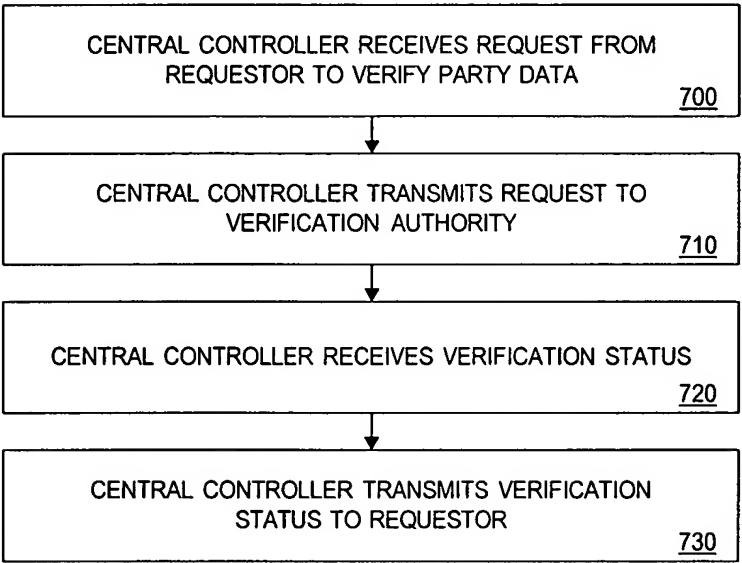 CENTRAL CONTROLLER RECEIVES REQUEST FROM
REQUESTOR TO VERIFY PARTY DATA
700
CENTRAL CONTROLLER TRANSMITS REQUEST TO
VERIFICATION AUTHORITY
710
CENTRAL CONTROLLER RECEIVES VERIFICATION STATUS
720
CENTRAL CONTROLLER TRANSMITS VERIFICATION
STATUS TO REQUESTOR
730